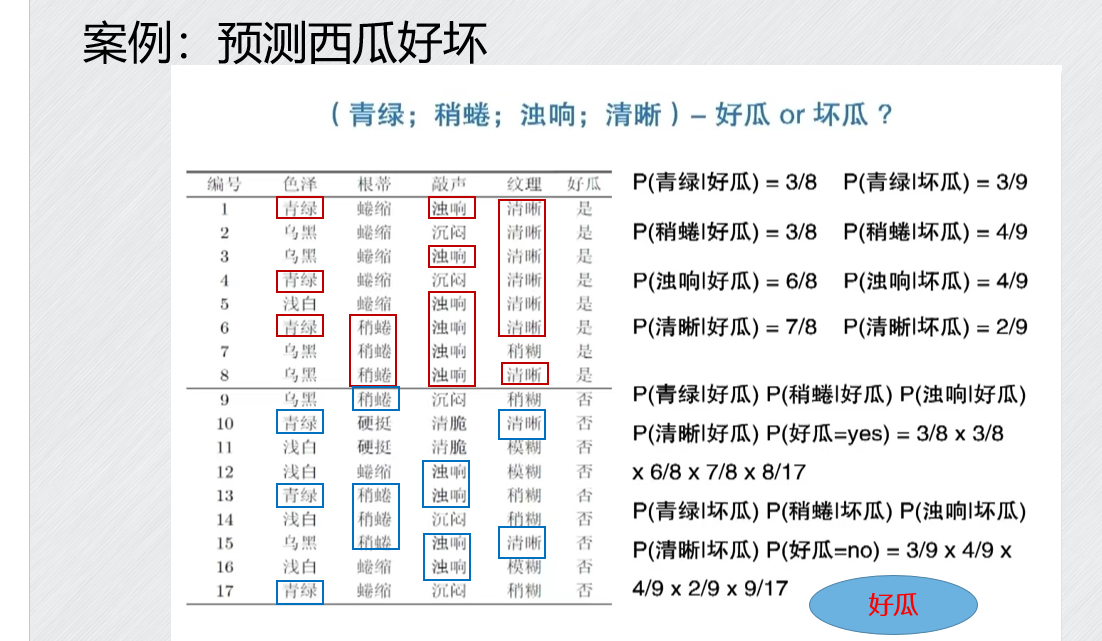 案例：预测西瓜好坏
（青绿；稍蜷；浊响；清晰）– 好瓜 or 坏瓜？
编号 色泽 根蒂 敲声 纹理 好瓜
1 青绿 蜷缩 浊响 清晰 是
2 乌黑 蜷缩 沉闷 清晰 是
3 乌黑 蜷缩 浊响 清晰 是
4 青绿 蜷缩 沉闷 清晰 是
5 浅白 蜷缩 浊响 清晰 是
6 青绿 稍蜷 浊响 清晰 是
7 乌黑 稍蜷 浊响 稍糊 是
8 乌黑 稍蜷 浊响 清晰 是
9 乌黑 稍蜷 沉闷 稍糊 否
10 青绿 硬挺 清脆 清晰 否
11 浅白 硬挺 清脆 模糊 否
12 浅白 蜷缩 浊响 模糊 否
13 青绿 稍蜷 浊响 稍糊 否
14 浅白 稍蜷 沉闷 稍糊 否
15 乌黑 稍蜷 浊响 清晰 否
16 浅白 蜷缩 浊响 模糊 否
17 青绿 蜷缩 沉闷 稍糊 否
P(青绿|好瓜) = 3/8 P(青绿|坏瓜) = 3/9
P(稍蜷|好瓜) = 3/8 P(稍蜷|坏瓜) = 4/9
P(浊响|好瓜) = 6/8 P(浊响|坏瓜) = 4/9
P(清晰|好瓜) = 7/8 P(清晰|坏瓜) = 2/9
P(青绿|好瓜) P(稍蜷|好瓜) P(浊响|好瓜)
P(清晰|好瓜) P(好瓜=yes) = 3/8 x 3/8
x 6/8 x 7/8 x 8/17
P(青绿|坏瓜) P(稍蜷|坏瓜) P(浊响|坏瓜)
P(清晰|坏瓜) P(好瓜=no) = 3/9 x 4/9 x
4/9 x 2/9 x 9/17
好瓜